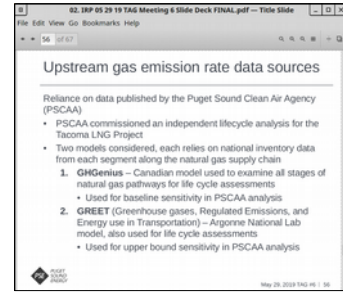 02. IRP 05 29 19 TAG Meeting 6 Slide Deck FINAL.pdf — Title Slide
File Edit View Go Bookmarks Help
56 of 67
Upstream gas emission rate data sources
Reliance on data published by the Puget Sound Clean Air Agency
(PSCAA)
• PSCAA commissioned an independent lifecycle analysis for the
Tacoma LNG Project
• Two models considered, each relies on national inventory data
from each segment along the natural gas supply chain
1. GHGenius – Canadian model used to examine all stages of
natural gas pathways for life cycle assessments
• Used for baseline sensitivity in PSCAA analysis
2. GREET (Greenhouse gases, Regulated Emissions, and
Energy use in Transportation) – Argonne National Lab
model, also used for life cycle assessments
• Used for upper bound sensitivity in PSCAA analysis
PSE
PUGET
SOUND
ENERGY
May 29, 2019 TAG #6 | 56